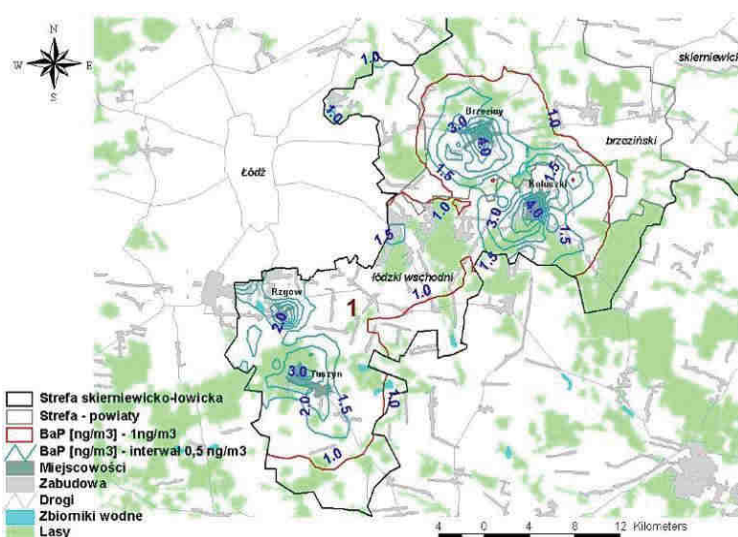 N
W E
S
1.0
skierniewicki
1.0
Brzeziny
3.0
4.0
1.0
brzeziński
Łódź
1.5
1.5
Koluszki
1.0
3.0
4.0
1.5
1.5
1.5
łódzki wschodni
1.0
Rzgow
2.0
1
3.0
Tuszyn
2.0
1.5
1.0
1.0
Strefa skierniewicko-łowicka
Strefa - powiaty
BaP [ng/m3] - 1ng/m3
BaP [ng/m3] - interwał 0,5 ng/m3
Miejscowości
Zabudowa
Drogi
Zbiorniki wodne
Lasy
4 0 4 8 12 Kilometers